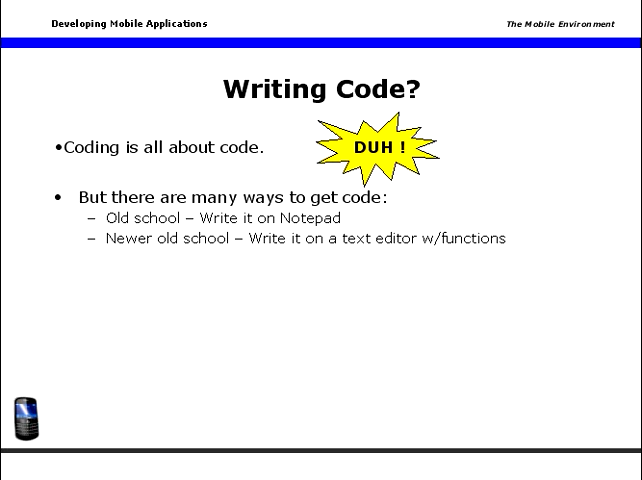 Developing Mobile Applications
The Mobile Environment
Writing Code?
•Coding is all about code.
DUH !
• But there are many ways to get code:
– Old school – Write it on Notepad
– Newer old school – Write it on a text editor w/functions